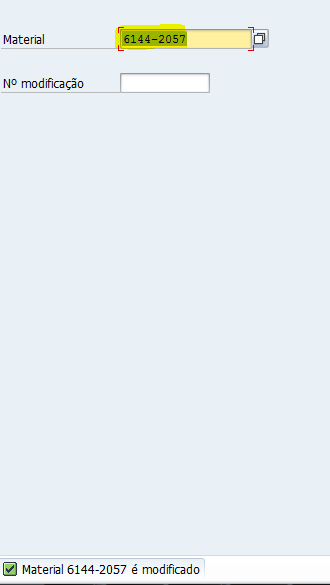 Material 6144-2057
Nº modificação
Material 6144-2057 é modificado